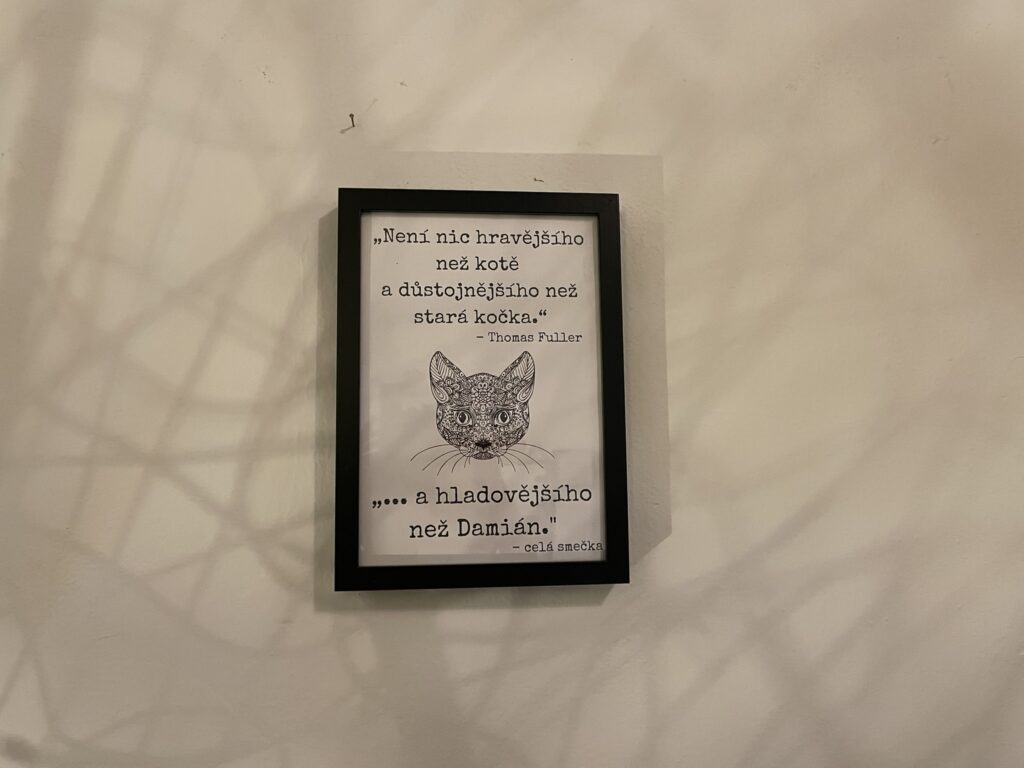 „Není nic hravějšího
než kotě
a důstojnějšího než
stará kočka.“
– Thomas Fuller
„... a hladovějšího
než Damián."
– celá smečka